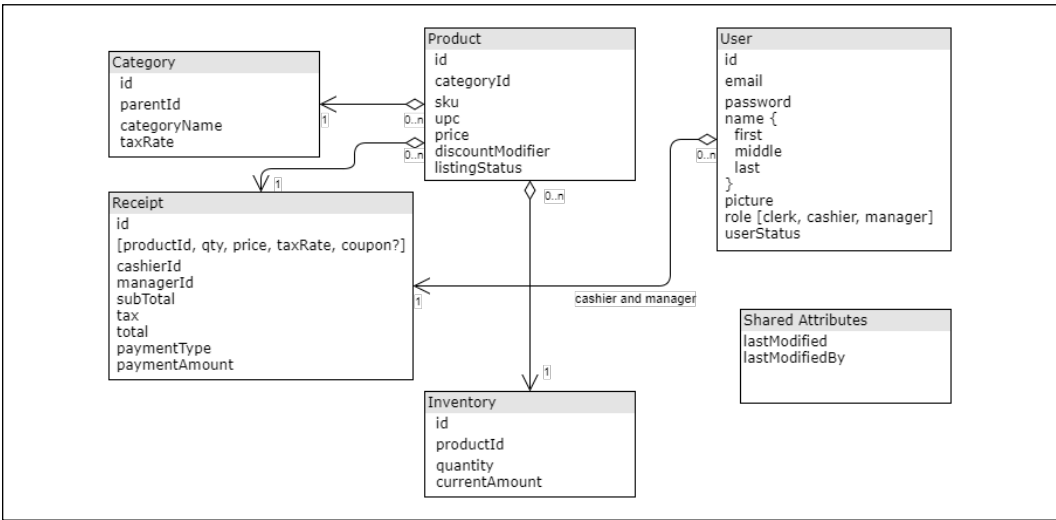 Category
id
parentId
categoryName
taxRate
Product
id
categoryId
sku
upc
price
discountModifier
listingStatus
User
id
email
password
name {
first
middle
last
}
picture
role [clerk, cashier, manager]
userStatus
1
0..n
0..n
0..n
1
0..n
Receipt
id
[productId, qty, price, taxRate, coupon?]
cashierId
managerId
subTotal
tax
total
paymentType
paymentAmount
1
cashier and manager
Shared Attributes
lastModified
lastModifiedBy
1
Inventory
id
productId
quantity
currentAmount